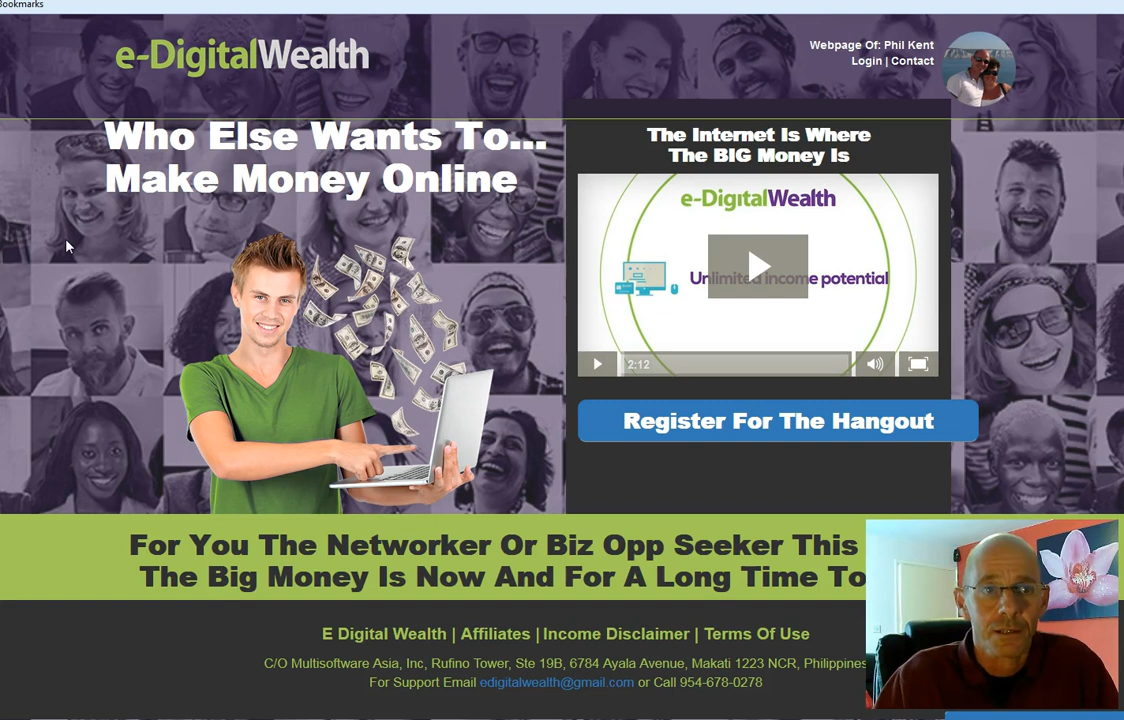 Bookmarks
e-DigitalWealth
Webpage Of: Phil Kent
Login | Contact
Who Else Wants To...
Make Money Online
The Internet Is Where
The BIG Money Is
e-DigitalWealth
Unlimited income potential
2:12
Register For The Hangout
For You The Networker Or Biz Opp Seeker This
The Big Money Is Now And For A Long Time To
E Digital Wealth | Affiliates | Income Disclaimer | Terms Of Use
C/O Multisoftware Asia, Inc, Rufino Tower, Ste 19B, 6784 Ayala Avenue, Makati 1223 NCR, Philippines
For Support Email edigitalwealth@gmail.com or Call 954-678-0278